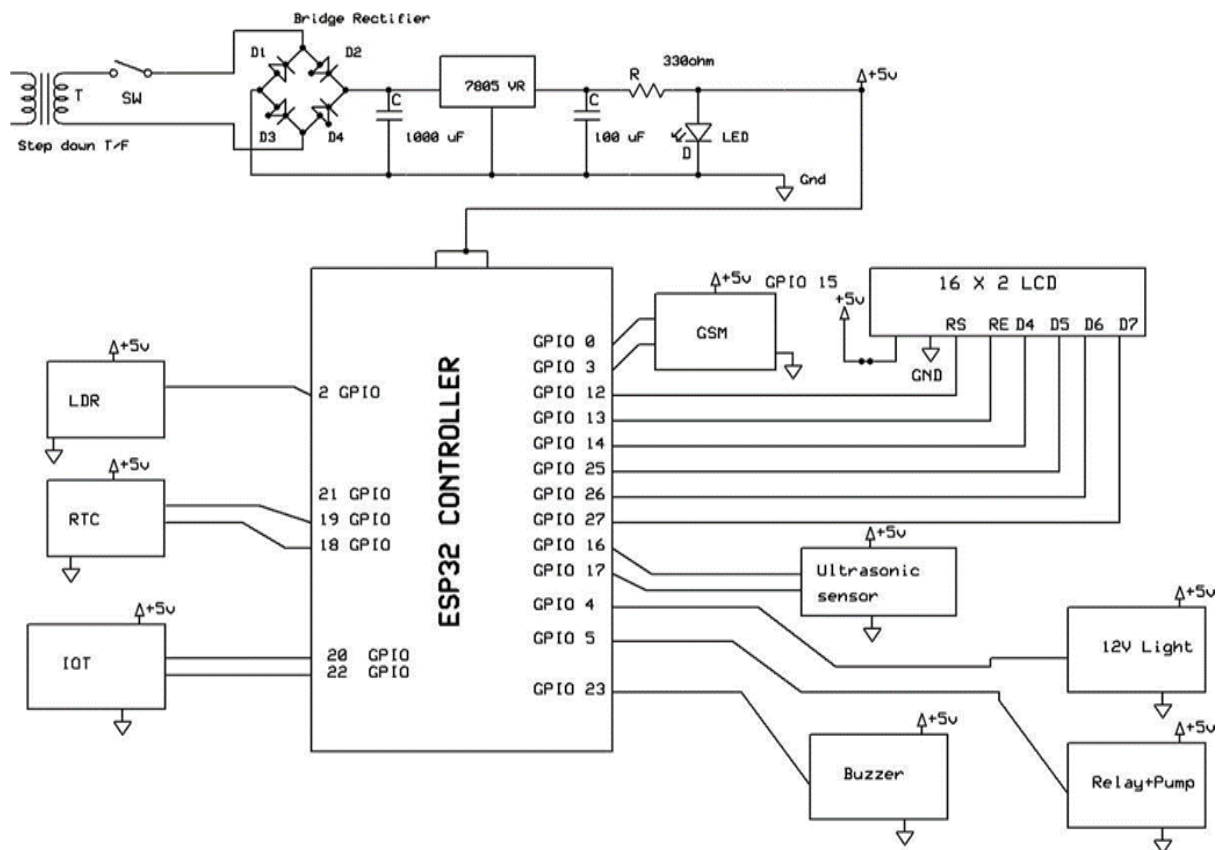 Bridge Rectifier
D1
D2
T
SW
D3
D4
Step down T/F
C
1000 uF
7805 VR
C
100 uF
R
330ohm
D
LED
+5v
Gnd
ESP32 CONTROLLER
+5v
LDR
2 GPIO
+5v
RTC
21 GPIO
19 GPIO
18 GPIO
+5v
IOT
20 GPIO
22 GPIO
GPIO 0
GPIO 3
GPIO 12
GPIO 13
GPIO 14
GPIO 25
GPIO 26
GPIO 27
GPIO 16
GPIO 17
GPIO 4
GPIO 5
GPIO 23
+5v
GSM
GPIO 15
+5v
GND
16 X 2 LCD
RS RE D4 D5 D6 D7
+5v
Ultrasonic
sensor
+5v
12V Light
+5v
Buzzer
+5v
Relay+Pump